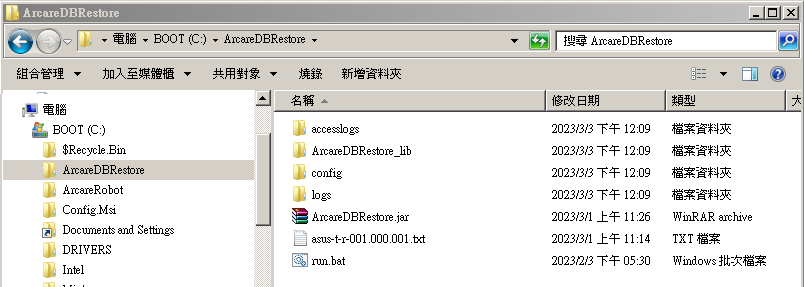 ArcareDBRestore
電腦 BOOT (C:) ArcareDBRestore
搜尋 ArcareDBRestore
組合管理 加入至媒體櫃 共用對象 燒錄 新增資料夾
電腦
BOOT (C:)
$Recycle.Bin
ArcareDBRestore
ArcareRobot
Config.Msi
Documents and Settings
DRIVERS
Intel
名稱 修改日期 類型 大
accesslogs 2023/3/3 下午 12:09 檔案資料夾
ArcareDBRestore_lib 2023/3/3 下午 12:09 檔案資料夾
config 2023/3/3 下午 12:09 檔案資料夾
logs 2023/3/3 下午 12:09 檔案資料夾
ArcareDBRestore.jar 2023/3/1 上午 11:26 WinRAR archive
asus-t-r-001.000.001.txt 2023/3/1 上午 11:14 TXT 檔案
run.bat 2023/2/3 下午 05:30 Windows 批次檔案